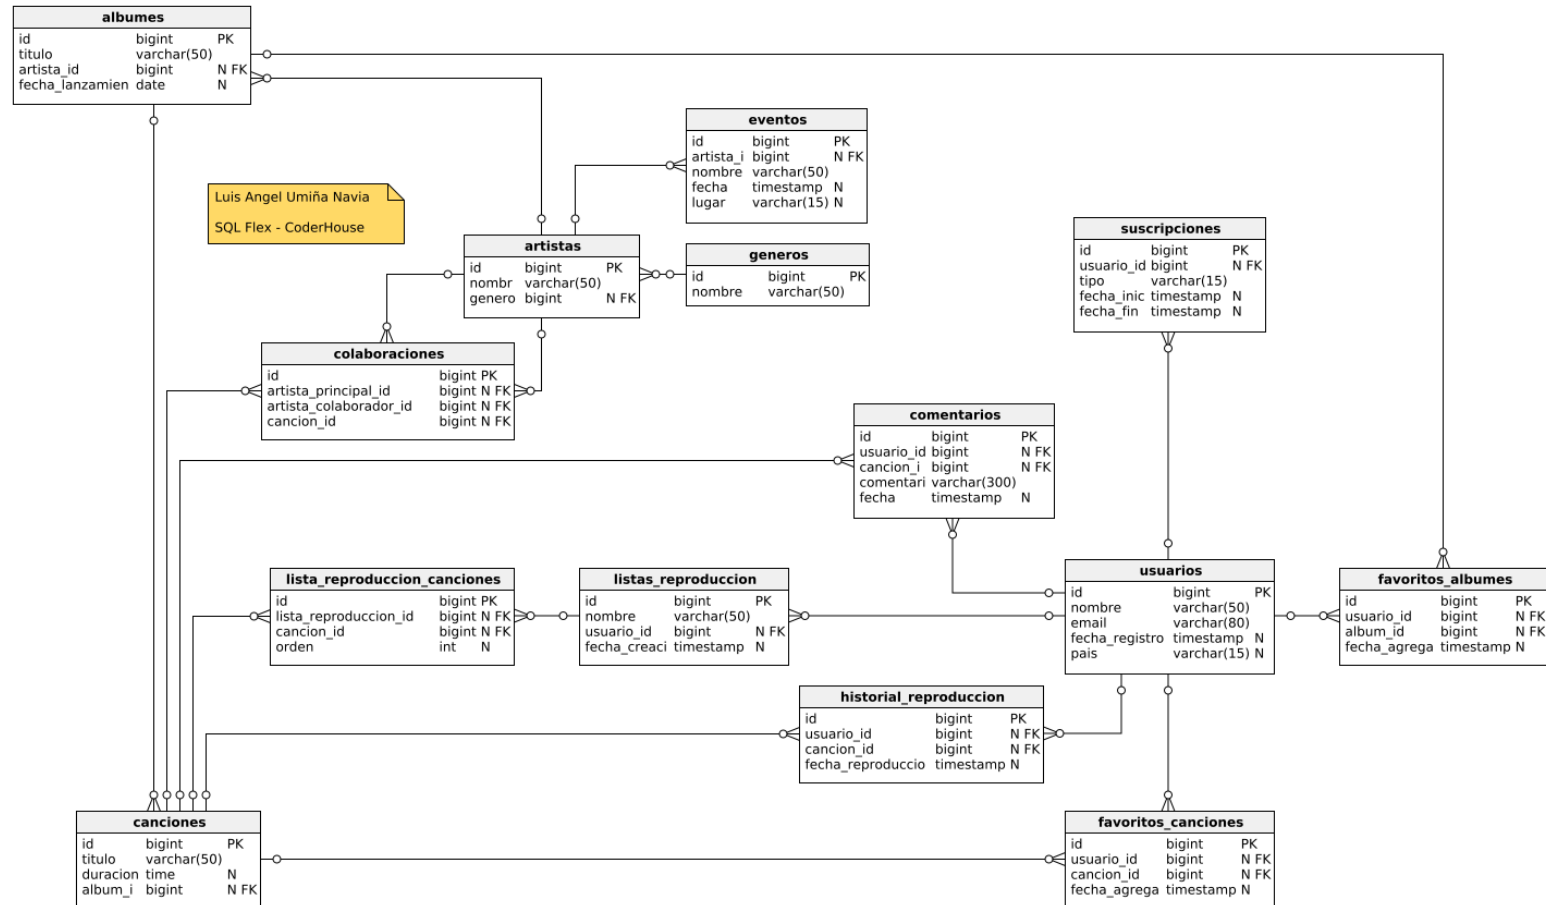 albumes
id bigint PK
titulo varchar(50)
artista_id bigint N FK
fecha_lanzamien date N
eventos
id bigint PK
artista_i bigint N FK
nombre varchar(50)
fecha timestamp N
lugar varchar(15) N
Luis Angel Umiña Navia
SQL Flex - CoderHouse
artistas
id bigint PK
nombr varchar(50)
genero bigint N FK
generos
id bigint PK
nombre varchar(50)
suscripciones
id bigint PK
usuario_id bigint N FK
tipo varchar(15)
fecha_inic timestamp N
fecha_fin timestamp N
colaboraciones
id bigint PK
artista_principal_id bigint N FK
artista_colaborador_id bigint N FK
cancion_id bigint N FK
comentarios
id bigint PK
usuario_id bigint N FK
cancion_i bigint N FK
comentari varchar(300)
fecha timestamp N
lista_reproduccion_canciones
id bigint PK
lista_reproduccion_id bigint N FK
cancion_id bigint N FK
orden int N
listas_reproduccion
id bigint PK
nombre varchar(50)
usuario_id bigint N FK
fecha_creaci timestamp N
usuarios
id bigint PK
nombre varchar(50)
email varchar(80)
fecha_registro timestamp N
pais varchar(15) N
favoritos_albumes
id bigint PK
usuario_id bigint N FK
album_id bigint N FK
fecha_agrega timestamp N
historial_reproduccion
id bigint PK
usuario_id bigint N FK
cancion_id bigint N FK
fecha_reproduccio timestamp N
canciones
id bigint PK
titulo varchar(50)
duracion time N
album_i bigint N FK
favoritos_canciones
id bigint PK
usuario_id bigint N FK
cancion_id bigint N FK
fecha_agrega timestamp N